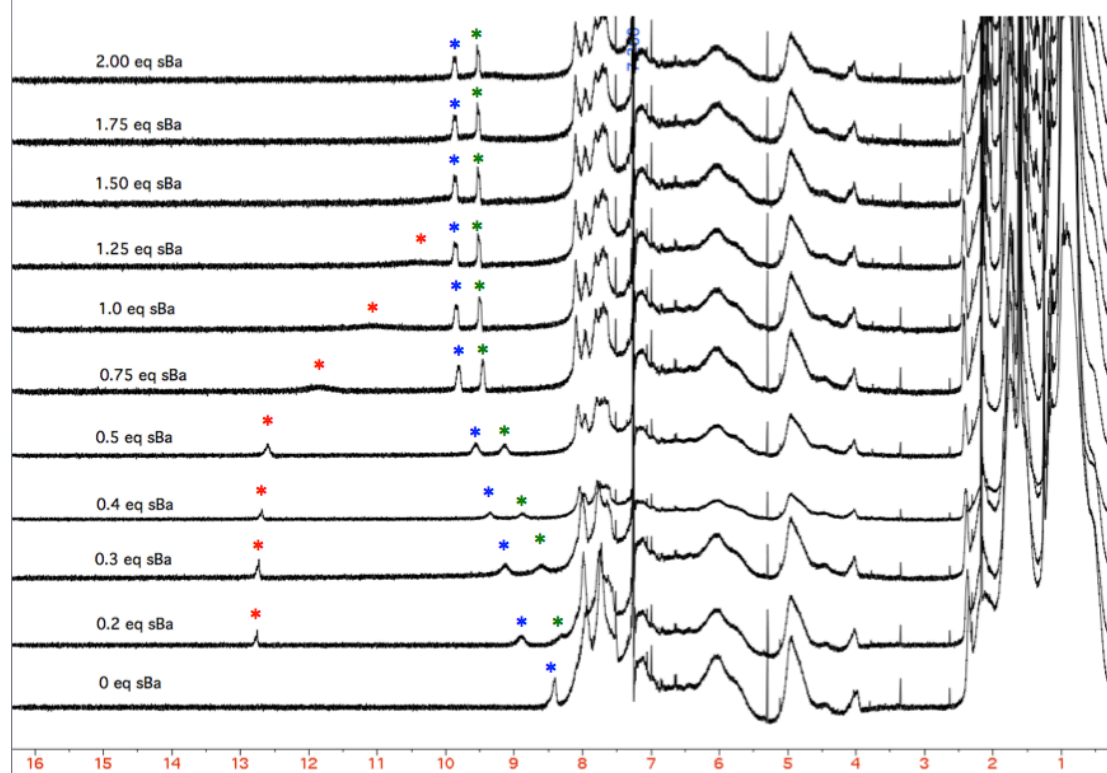 2.00 eq sBa
1.75 eq sBa
1.50 eq sBa
1.25 eq sBa
1.0 eq sBa
0.75 eq sBa
0.5 eq sBa
0.4 eq sBa
0.3 eq sBa
0.2 eq sBa
0 eq sBa
16 15 14 13 12 11 10 9 8 7 6 5 4 3 2 1